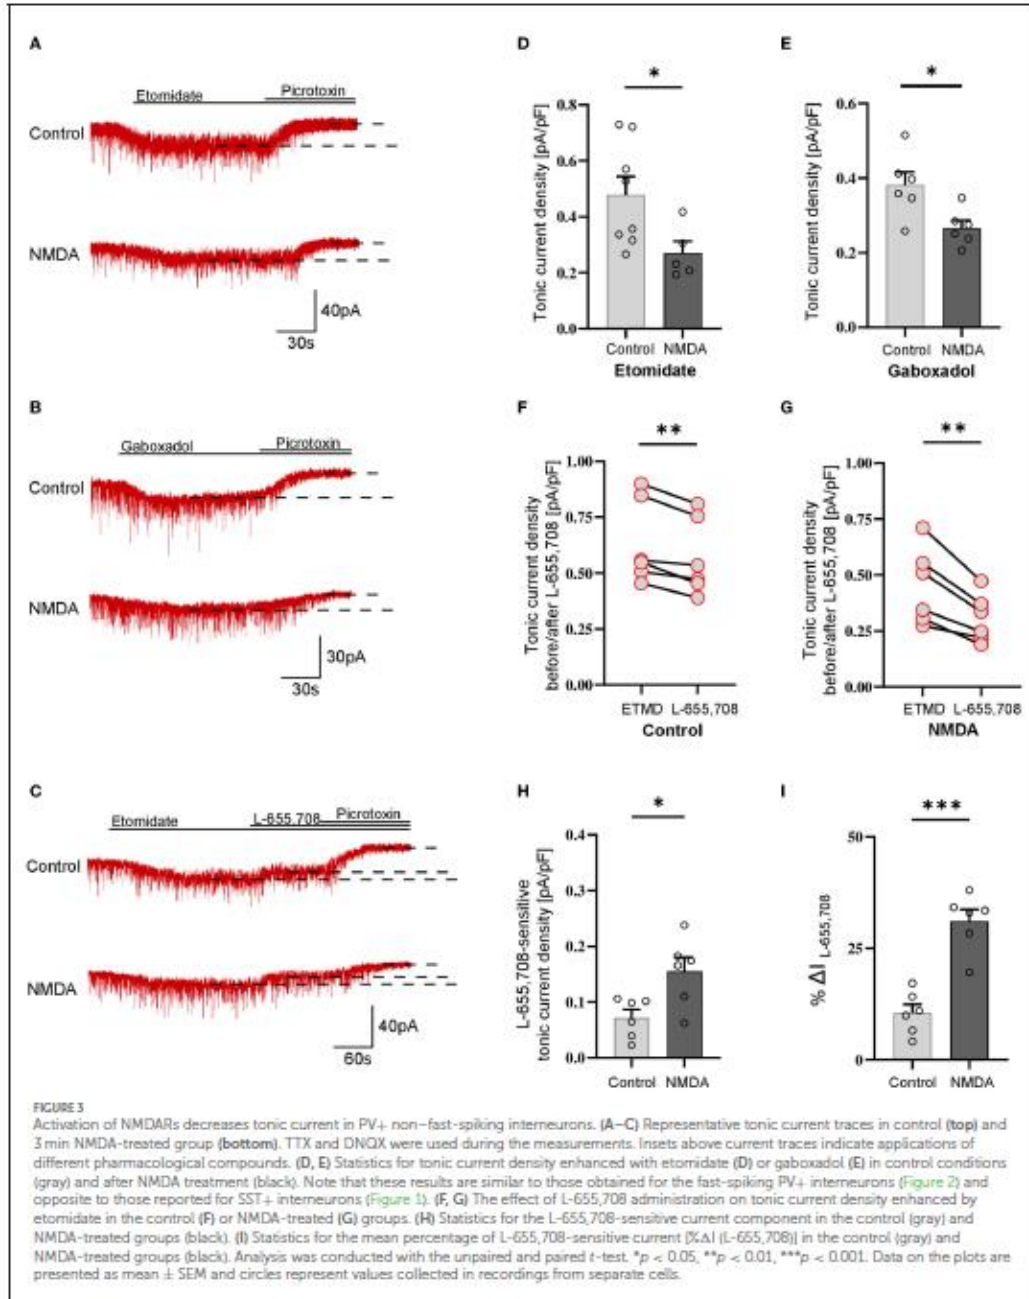 A
Etomidate
Picrotoxin
Control
NMDA
40pA
30s
B
Gaboxadol
Picrotoxin
Control
NMDA
30pA
30s
C
Etomidate
L-655,708
Picrotoxin
Control
NMDA
40pA
60s
D
*
Tonic current density [pA/pF]
0.8
0.6
0.4
0.2
0.0
Control NMDA
Etomidate
E
*
Tonic current density [pA/pF]
0.6
0.4
0.2
0.0
Control NMDA
Gaboxadol
F
**
Tonic current density
before/after L-655,708 [pA/pF]
1.00
0.75
0.50
0.25
0.00
ETMD L-655,708
Control
G
**
Tonic current density
before/after L-655,708 [pA/pF]
1.00
0.75
0.50
0.25
0.00
ETMD L-655,708
NMDA
H
*
L-655,708-sensitive
tonic current density [pA/pF]
0.4
0.3
0.2
0.1
0.0
Control NMDA
I
***
% ΔI L-655,708
50
25
0
Control NMDA
FIGURE 3
Activation of NMDARs decreases tonic current in PV+ non–fast-spiking interneurons. (A–C) Representative tonic current traces in control (top) and
3 min NMDA-treated group (bottom). TTX and DNQX were used during the measurements. Insets above current traces indicate applications of
different pharmacological compounds. (D, E) Statistics for tonic current density enhanced with etomidate (D) or gaboxadol (E) in control conditions
(gray) and after NMDA treatment (black). Note that these results are similar to those obtained for the fast-spiking PV+ interneurons (Figure 2) and
opposite to those reported for SST+ interneurons (Figure 1). (F, G) The effect of L-655,708 administration on tonic current density enhanced by
etomidate in the control (F) or NMDA-treated (G) groups. (H) Statistics for the L-655,708-sensitive current component in the control (gray) and
NMDA-treated groups (black). (I) Statistics for the mean percentage of L-655,708-sensitive current [%ΔI (L-655,708)] in the control (gray) and
NMDA-treated groups (black). Analysis was conducted with the unpaired and paired t-test. *p < 0.05, **p < 0.01, ***p < 0.001. Data on the plots are
presented as mean ± SEM and circles represent values collected in recordings from separate cells.